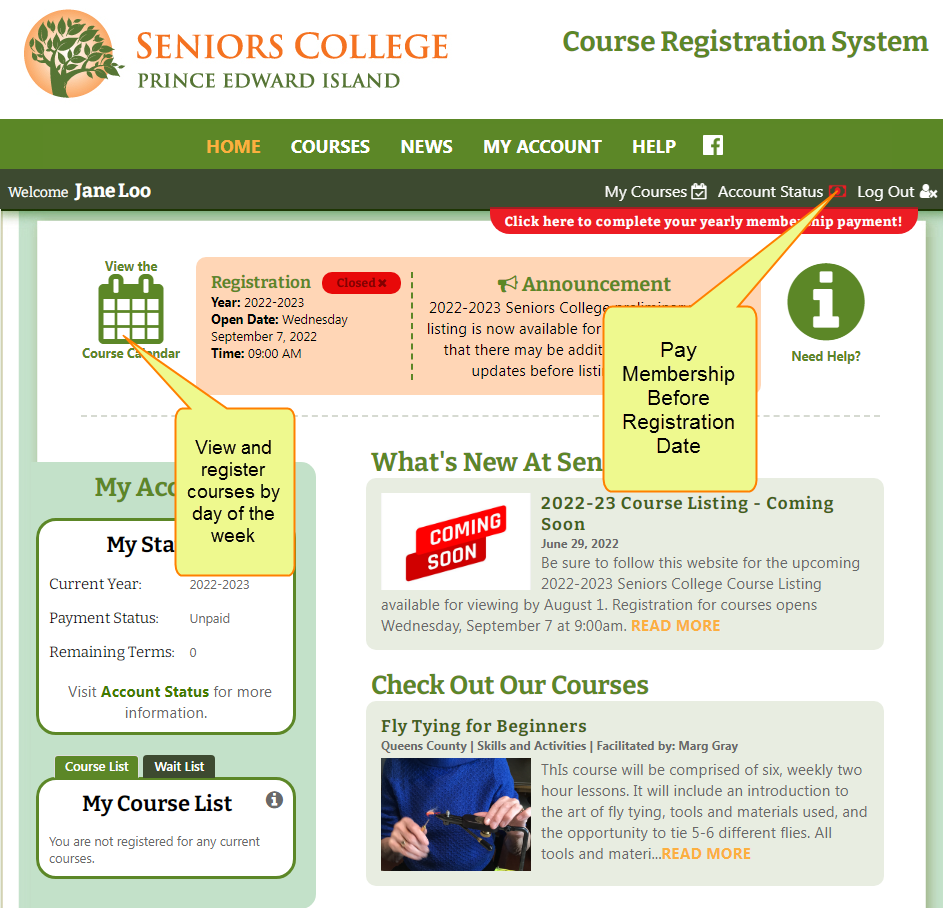 SENIORS COLLEGE
PRINCE EDWARD ISLAND
Course Registration System
HOME COURSES NEWS MY ACCOUNT HELP
Welcome Jane Loo
My Courses Account Status Log Out
Click here to complete your yearly membership payment!
View the
Course Calendar
Registration Closed ×
Year: 2022-2023
Open Date: Wednesday
September 7, 2022
Time: 09:00 AM
Announcement
2022-2023 Seniors College
listing is now available for
that there may be
updates before
Need Help?
Pay
Membership
Before
Registration
Date
View and
register
courses by
day of the
week
My
My
Current Year: 2022-2023
Payment Status: Unpaid
Remaining Terms: 0
Visit Account Status for more
information.
Course List Wait List
My Course List
You are not registered for any current
courses.
What's New At
2022-23 Course Listing - Coming
Soon
June 29, 2022
COMING
SOON
Be sure to follow this website for the upcoming
2022-2023 Seniors College Course Listing
available for viewing by August 1. Registration for courses opens
Wednesday, September 7 at 9:00am. READ MORE
Check Out Our Courses
Fly Tying for Beginners
Queens County | Skills and Activities | Facilitated by: Marg Gray
ThIs course will be comprised of six, weekly two
hour lessons. It will include an introduction to
the art of fly tying, tools and materials used, and
the opportunity to tie 5-6 different flies. All
tools and materi...READ MORE